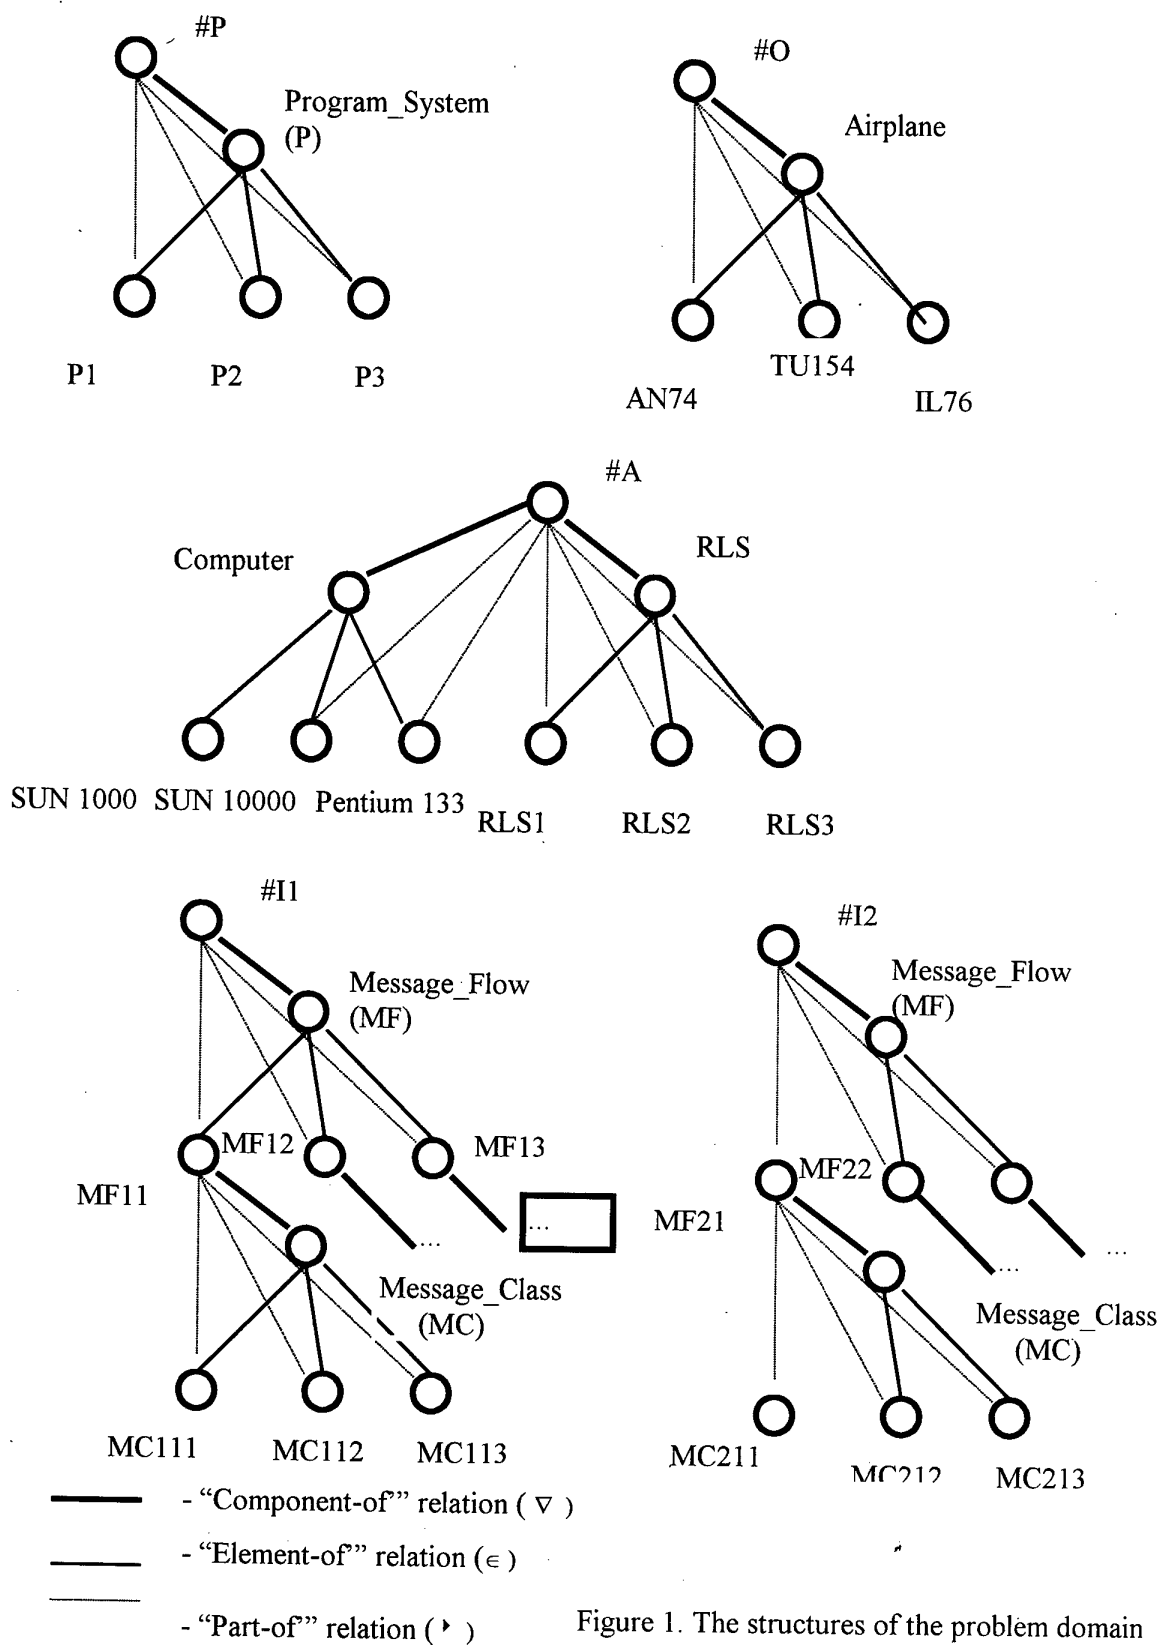 #P
Program_System
(P)
P1
P2
P3
#O
Airplane
AN74
TU154
IL76
#A
Computer
RLS
SUN 1000 SUN 10000 Pentium 133
RLS1
RLS2
RLS3
#I1
Message_Flow
(MF)
MF11
MF12
MF13
...
...
Message_Class
(MC)
MC111
MC112
MC113
#I2
Message_Flow
(MF)
MF21
MF22
...
...
Message_Class
(MC)
MC211
MC212
MC213
- “Component-of’” relation ( ∇ )
- “Element-of’” relation (∈ )
- “Part-of’” relation ( ‣ )
Figure 1. The structures of the problem domain